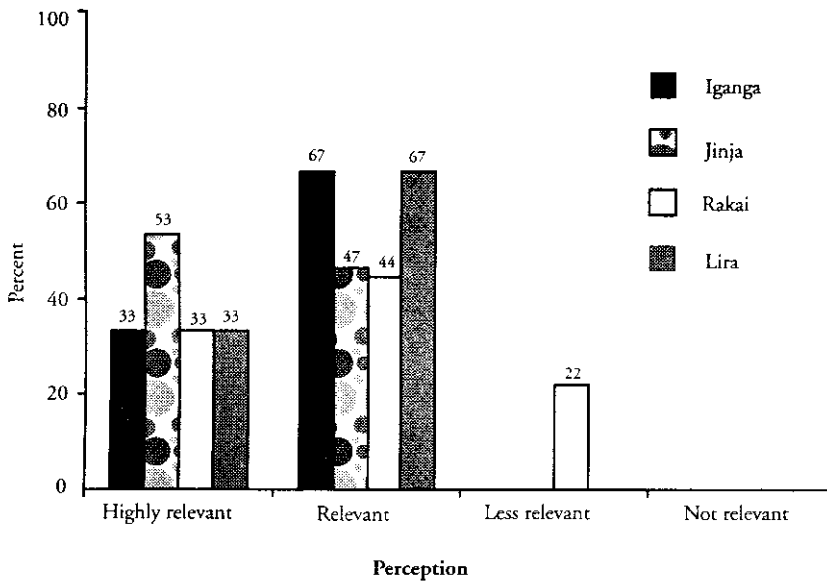 100
80
60
40
20
0
Percent
33
53
33
33
67
47
44
67
22
Highly relevant
Relevant
Less relevant
Not relevant
Perception
Iganga
Jinja
Rakai
Lira